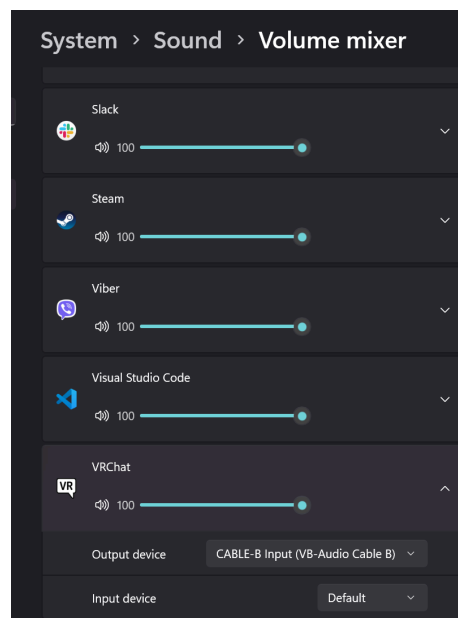 System > Sound > Volume mixer
Slack
100
Steam
100
Viber
100
Visual Studio Code
100
VR
VRChat
100
Output device CABLE-B Input (VB-Audio Cable B)
Input device Default